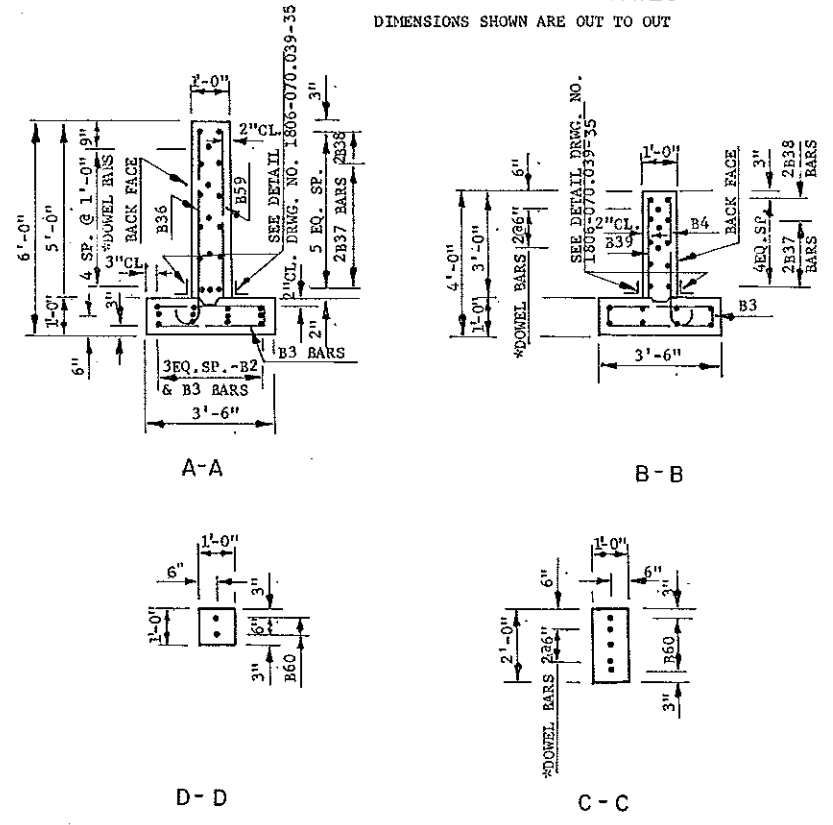 DIMENSIONS SHOWN ARE OUT TO OUT
1'-0"
3"
2"CL.
9"
6'-0"
5'-0"
4 SP. @ 1'-0"
*DOWEL BARS
BACK FACE
B36
B59
SEE DETAIL
DRWG. NO. 1806-070.039-35
5 EQ. SP.
2B38
2B37 BARS
3"CL
2"CL.
1'-0"
3"
6"
2"
B3 BARS
3EQ.SP.-B2
& B3 BARS
3'-6"
A-A
1'-0"
6"
3"
2B38
BARS
SEE DETAIL DRWG. NO.
1806-070.039-35
2"CL.
B39
B4
BACK FACE
4'-0"
3'-0"
1'-0"
*DOWEL BARS 2@6"
4EQ.SP.
2B37
BARS
B3
3'-6"
B-B
1'-0"
6"
3"
1'-0"
6"
3"
B60
D-D
1'-0"
6"
6"
3"
2'-0"
*DOWEL BARS 2@6"
B60
3"
C-C